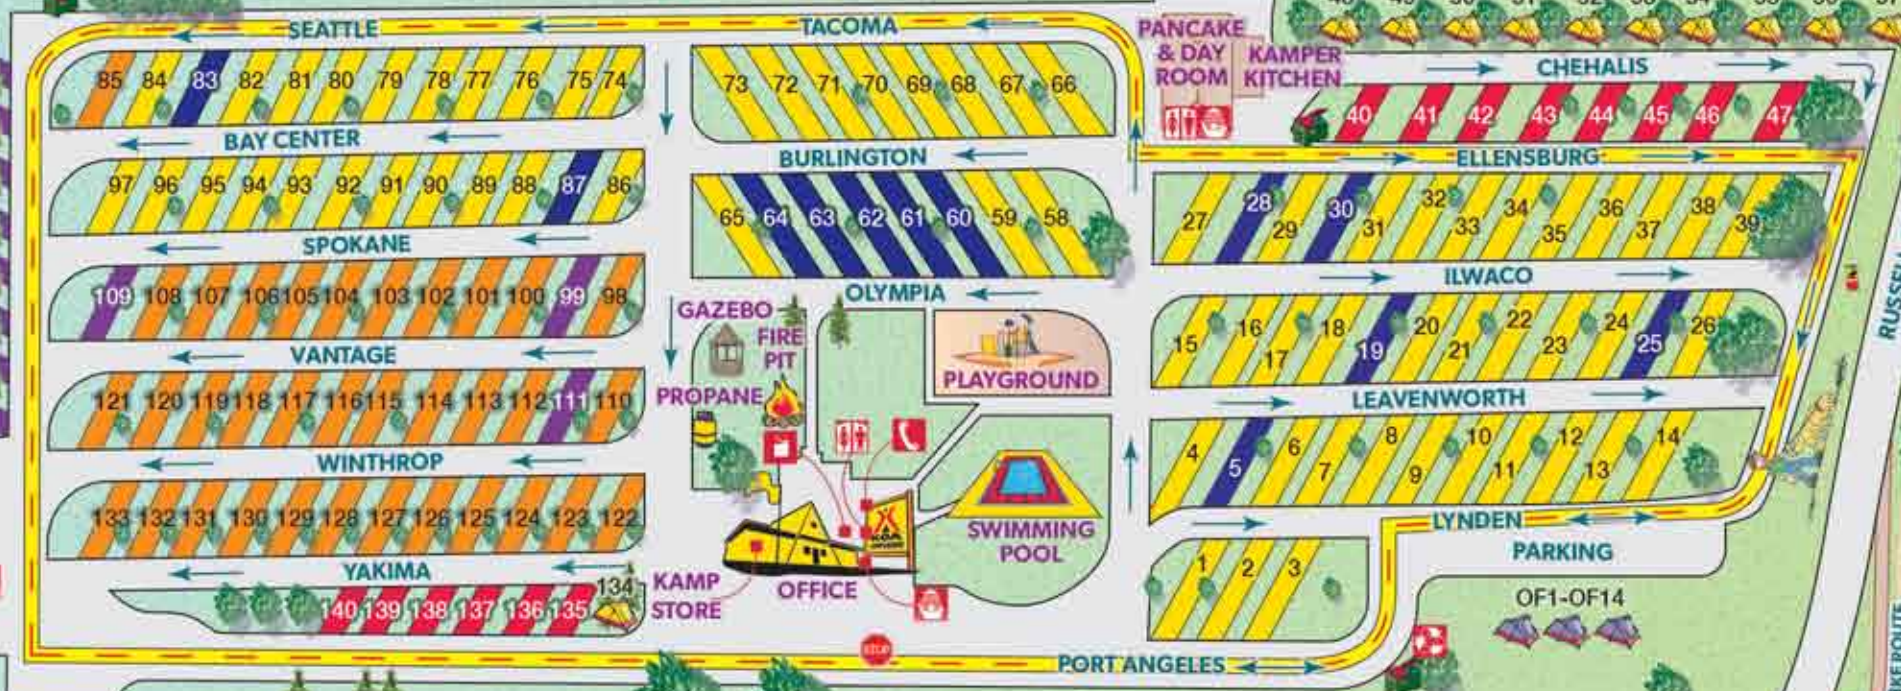 SEATTLE TACOMA
85 84 83 82 81 80 79 78 77 76 75 74
73 72 71 70 69 68 67 66
PANCAKE
& DAY
ROOM
KAMPER
KITCHEN
CHEHALIS
40 41 42 43 44 45 46 47
BAY CENTER
BURLINGTON
ELLENSBURG
97 96 95 94 93 92 91 90 89 88 87 86
65 64 63 62 61 60 59 58
27 28 29 30 31 32 33 34 35 36 37 38 39
SPOKANE
OLYMPIA
ILWACO
109 108 107 106 105 104 103 102 101 100 99 98
GAZEBO
FIRE
PIT
PROPANE
PLAYGROUND
15 16 17 18 19 20 21 22 23 24 25 26
VANTAGE
LEAVENWORTH
121 120 119 118 117 116 115 114 113 112 111 110
4 5 6 7 8 9 10 11 12 13 14
WINTHROP
133 132 131 130 129 128 127 126 125 124 123 122
KOA
SWIMMING
POOL
LYNDEN
PARKING
1 2 3
YAKIMA
140 139 138 137 136 135 134
KAMP
STORE
OFFICE
OF1-OF14
STOP
PORT ANGELES